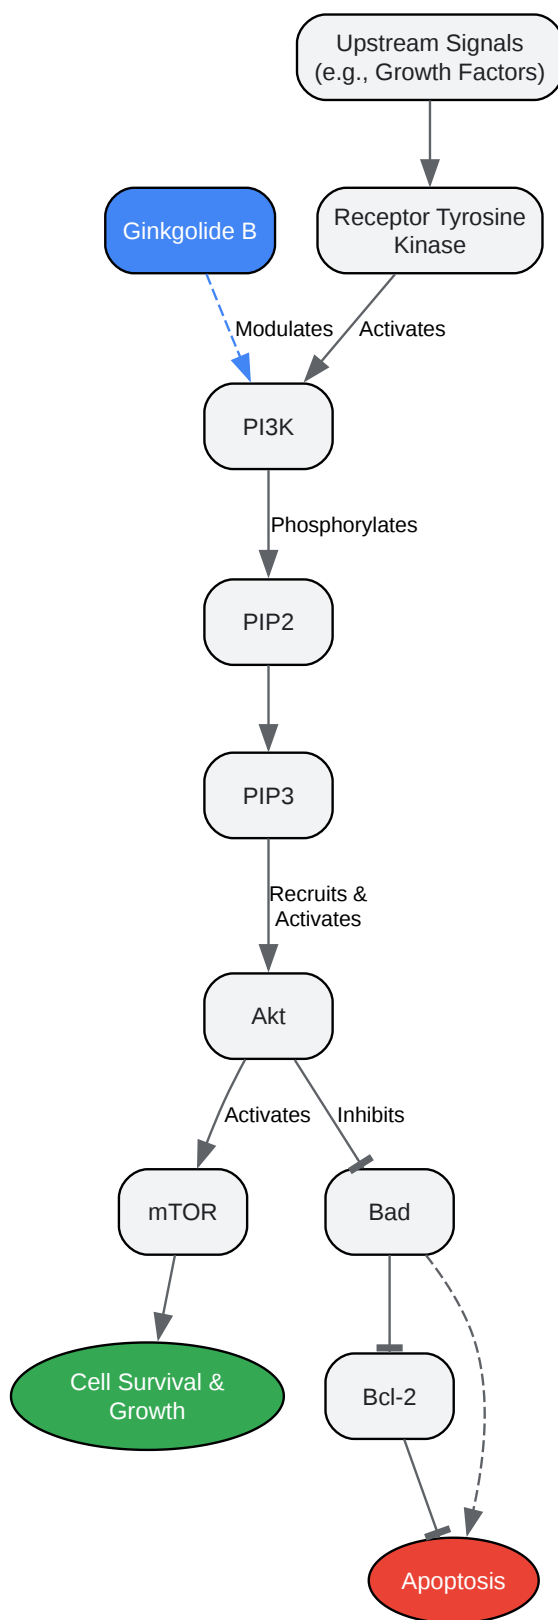 Upstream Signals
(e.g., Growth Factors)
Ginkgolide B
Receptor Tyrosine
Kinase
Modulates
Activates
PI3K
Phosphorylates
PIP2
PIP3
Recruits &
Activates
Akt
Activates
Inhibits
mTOR
Bad
Cell Survival &
Growth
Bcl-2
Apoptosis